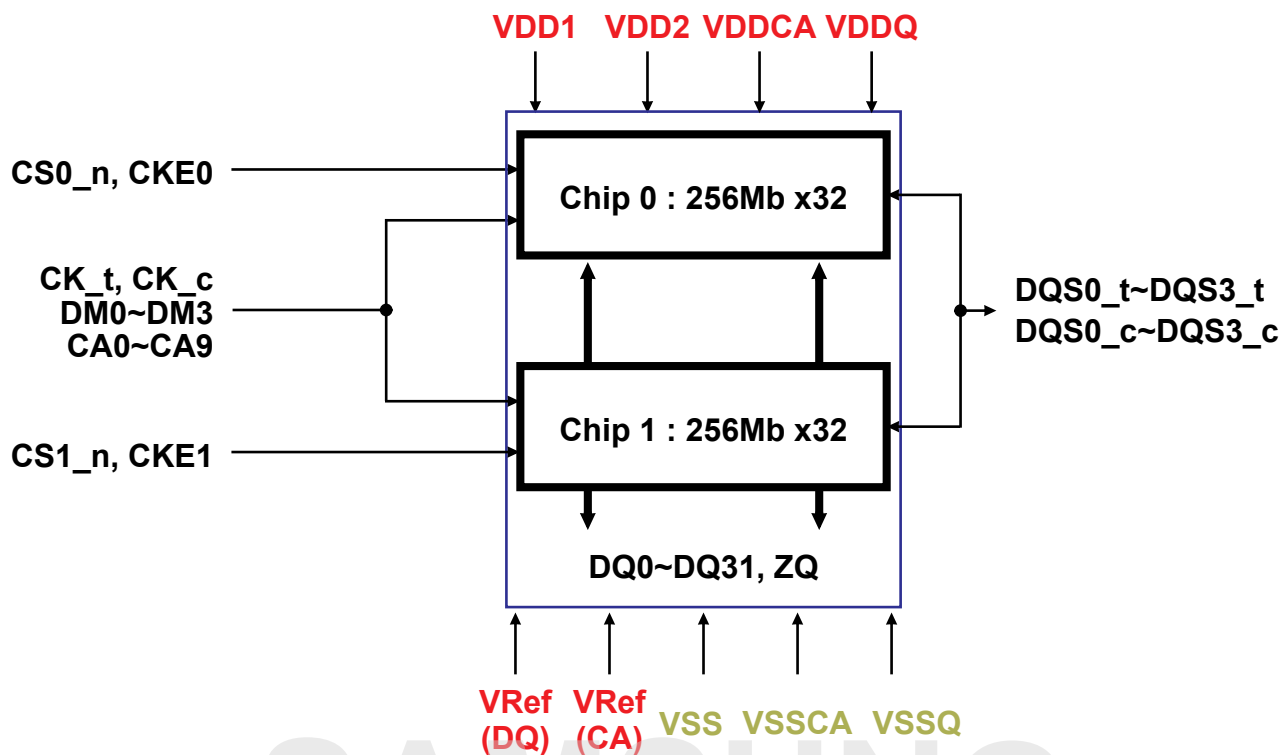 VDD1 VDD2 VDDCA VDDQ
CS0_n, CKE0
Chip 0 : 256Mb x32
CK_t, CK_c
DM0~DM3
CA0~CA9
DQS0_t~DQS3_t
DQS0_c~DQS3_c
Chip 1 : 256Mb x32
CS1_n, CKE1
DQ0~DQ31, ZQ
VRef
(DQ)
VRef
(CA)
VSS VSSCA VSSQ
SAMSUNG